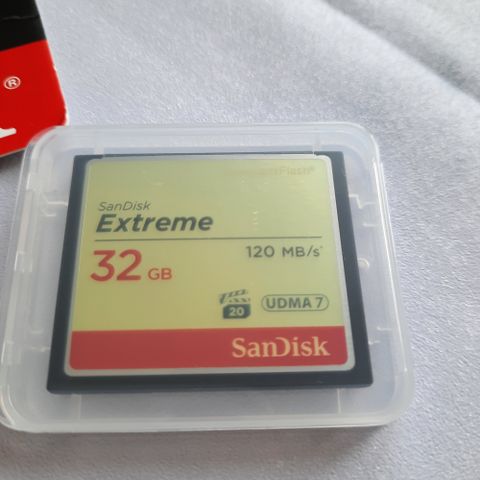 ®
SanDisk
Extreme
32 GB
120 MB/s*
20
UDMA 7
SanDisk